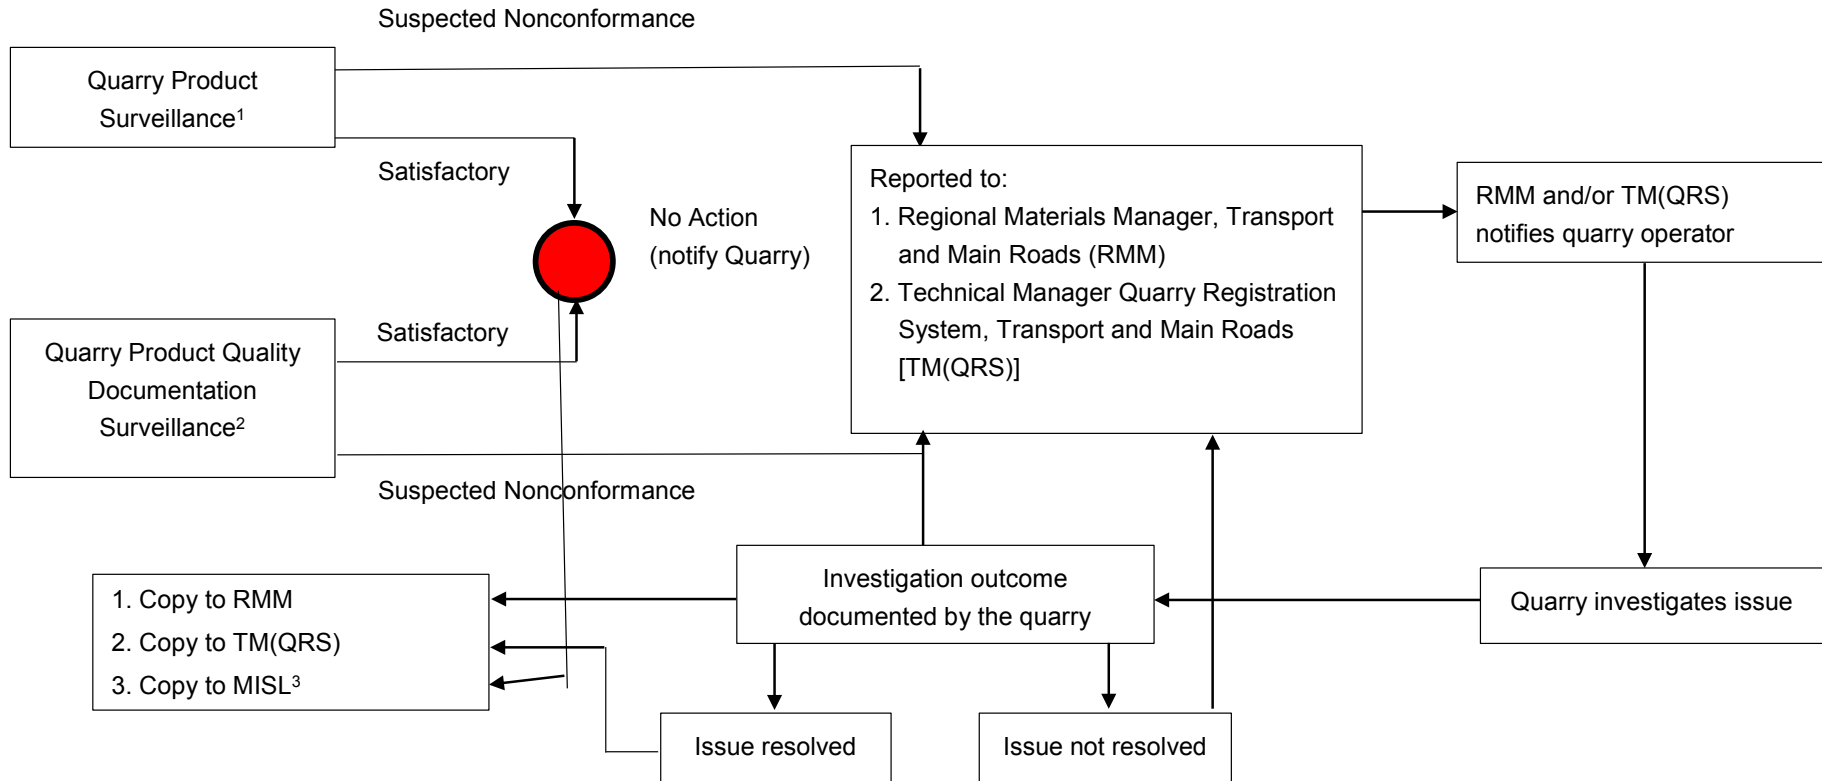 Suspected Nonconformance
Quarry Product
Surveillance¹
Satisfactory
No Action
(notify Quarry)
Reported to:
1. Regional Materials Manager, Transport
and Main Roads (RMM)
2. Technical Manager Quarry Registration
System, Transport and Main Roads
[TM(QRS)]
RMM and/or TM(QRS)
notifies quarry operator
Quarry Product Quality
Documentation
Surveillance²
Satisfactory
Suspected Nonconformance
1. Copy to RMM
2. Copy to TM(QRS)
3. Copy to MISL³
Investigation outcome
documented by the quarry
Quarry investigates issue
Issue resolved
Issue not resolved